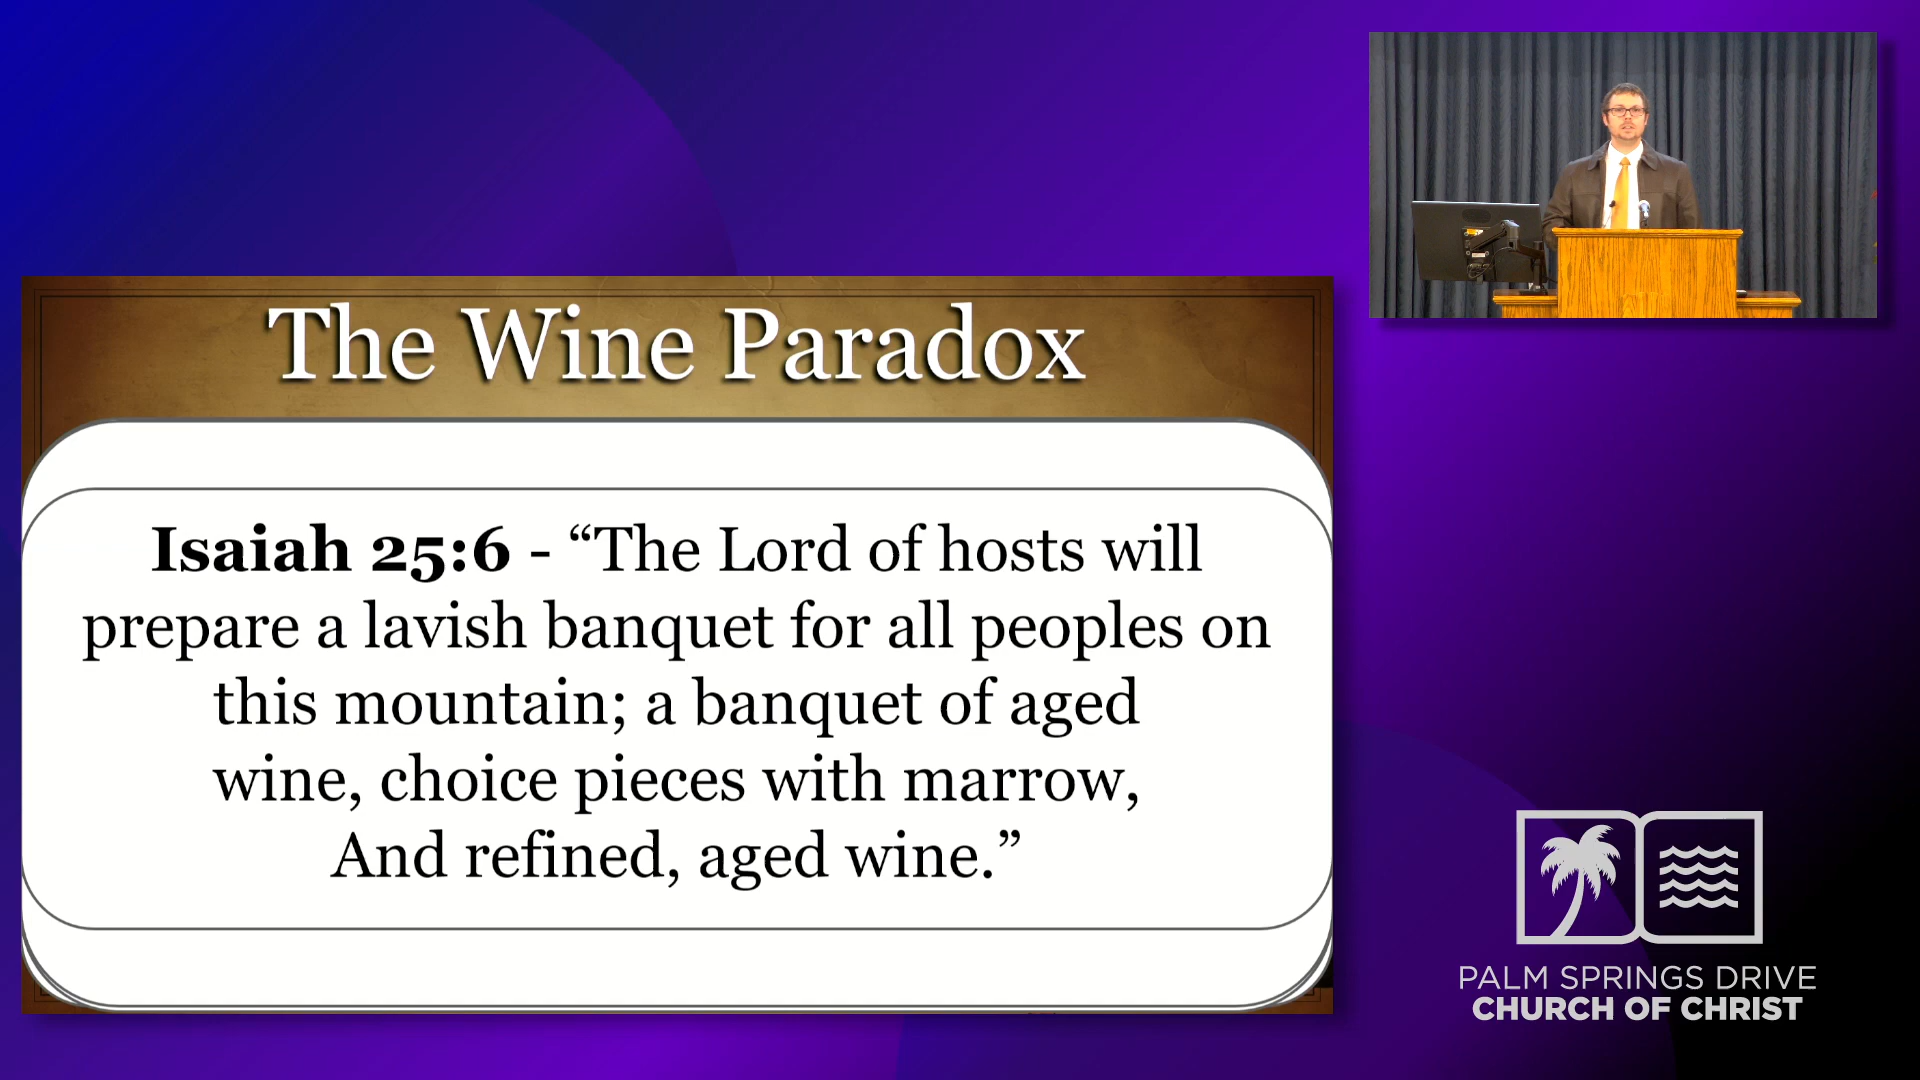 The Wine Paradox
Isaiah 25:6 - “The Lord of hosts will
prepare a lavish banquet for all peoples on
this mountain; a banquet of aged
wine, choice pieces with marrow,
And refined, aged wine.”
PALM SPRINGS DRIVE
CHURCH OF CHRIST